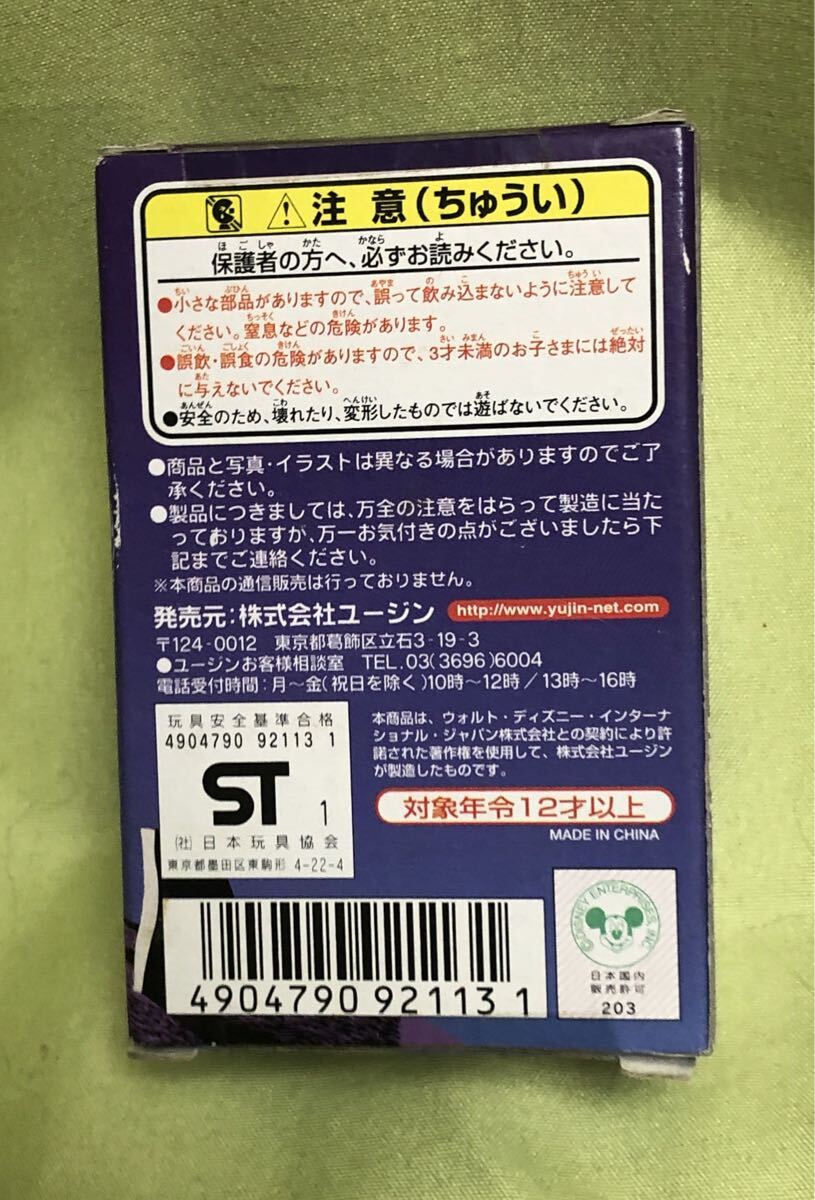 注 意(ちゅうい)
保護者の方へ、必ずお読みください。
ほ ご しゃ かた かなら よ
●小さな部品がありますので、誤って飲み込まないように注意して
ちい ぶひん あやま の こ ちゅう い
ください。窒息などの危険があります。
ちっそく きけん
●誤飲・誤食の危険がありますので、3才未満のお子さまには絶対
ごいん ごしょく きけん さい みまん こ ぜったい
に与えないでください。
あた
●安全のため、壊れたり、変形したものでは遊ばないでください。
あんぜん こわ へんけい あそ
●商品と写真・イラストは異なる場合がありますのでご了
承ください。
●製品につきましては、万全の注意をはらって製造に当た
っておりますが、万一お気付きの点がございましたら下
記までご連絡ください。
※本商品の通信販売は行っておりません。
発売元:株式会社ユージン http://www.yujin-net.com
〒124-0012 東京都葛飾区立石3-19-3
●ユージンお客様相談室 TEL.03(3696)6004
電話受付時間:月〜金(祝日を除く)10時〜12時/13時〜16時
玩具安全基準合格
4904790 92113 1
ST 1
(社)日本玩具協会
東京都墨田区東駒形 4-22-4
本商品は、ウォルト・ディズニー・インターナ
ショナル・ジャパン株式会社との契約により許
諾された著作権を使用して、株式会社ユージン
が製造したものです。
対象年令12才以上
MADE IN CHINA
4904790 921131
©DISNEY ENTERPRISES, INC
日本国内
販売許可
203